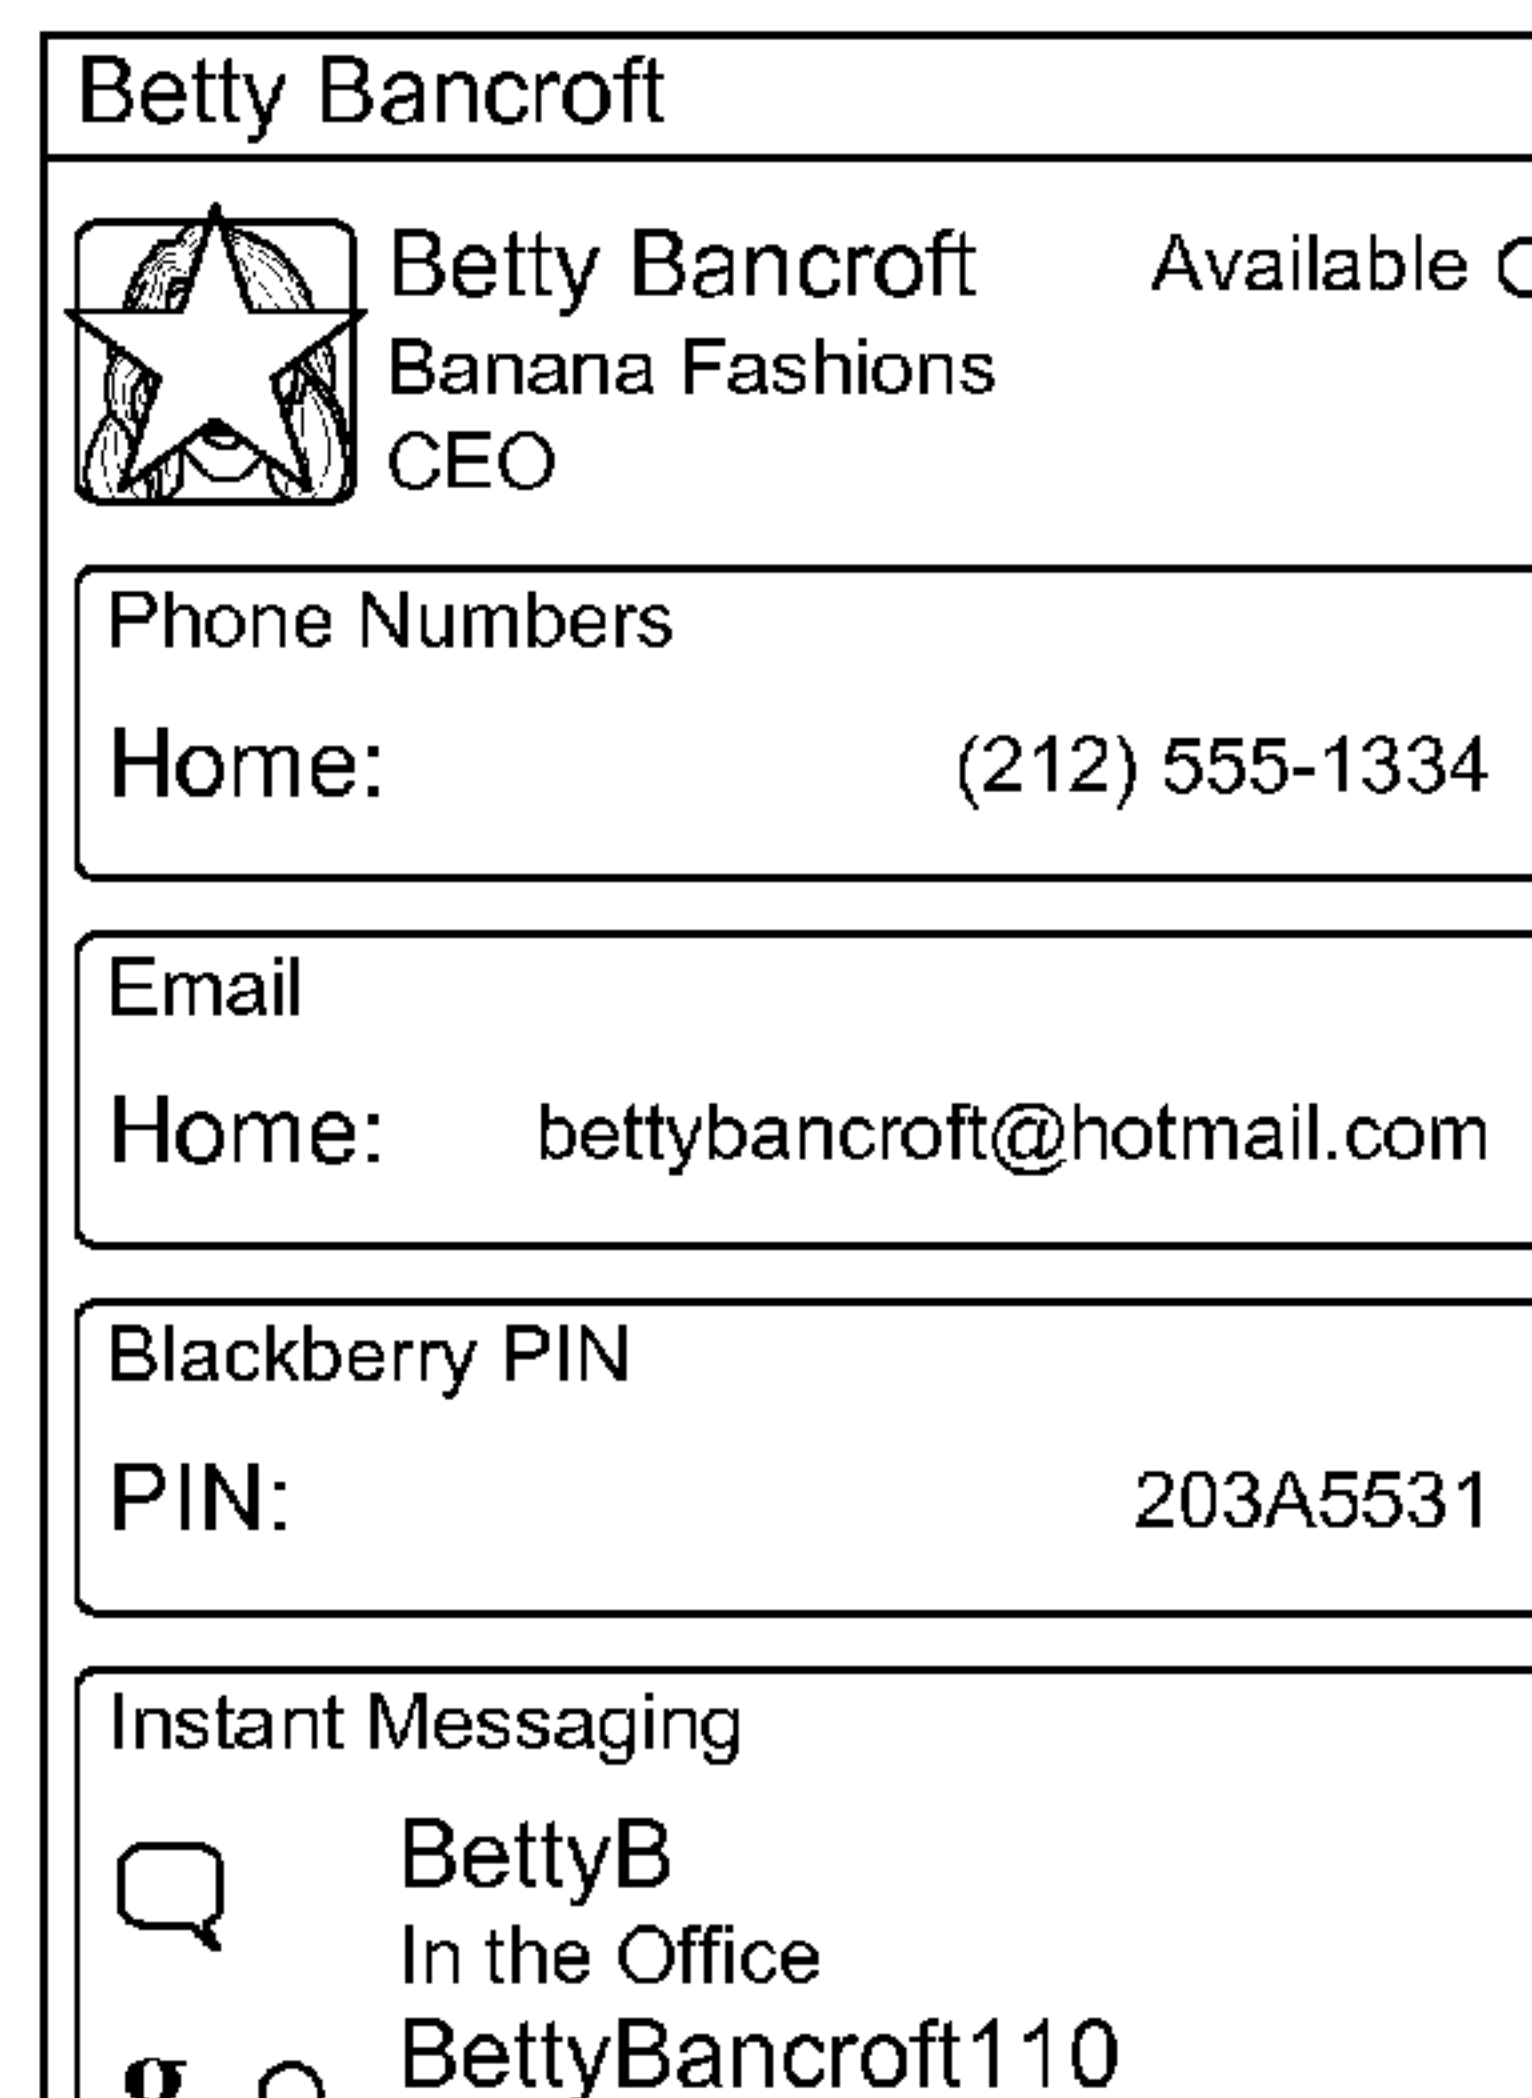 Betty Bancroft
Betty Bancroft Available
Banana Fashions
CEO
Phone Numbers
Home: (212) 555-1334
Email
Home: bettybancroft@hotmail.com
Blackberry PIN
PIN: 203A5531
Instant Messaging
BettyB
In the Office
g BettyBancroft110